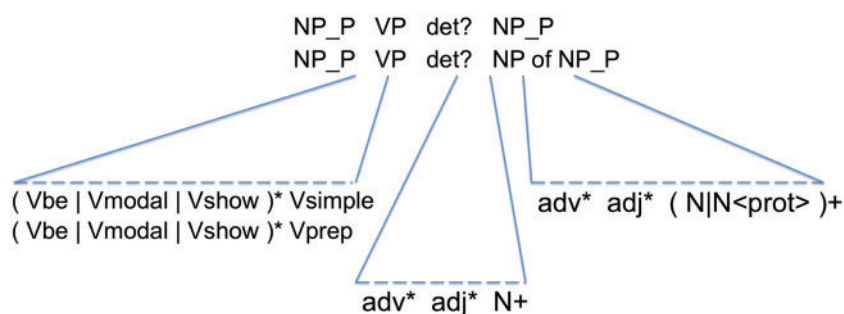 NP_P VP det? NP_P
NP_P VP det? NP of NP_P
( Vbe | Vmodal | Vshow )* Vsimple
( Vbe | Vmodal | Vshow )* Vprep
adv* adj* ( N|N<prot> )+
adv* adj* N+